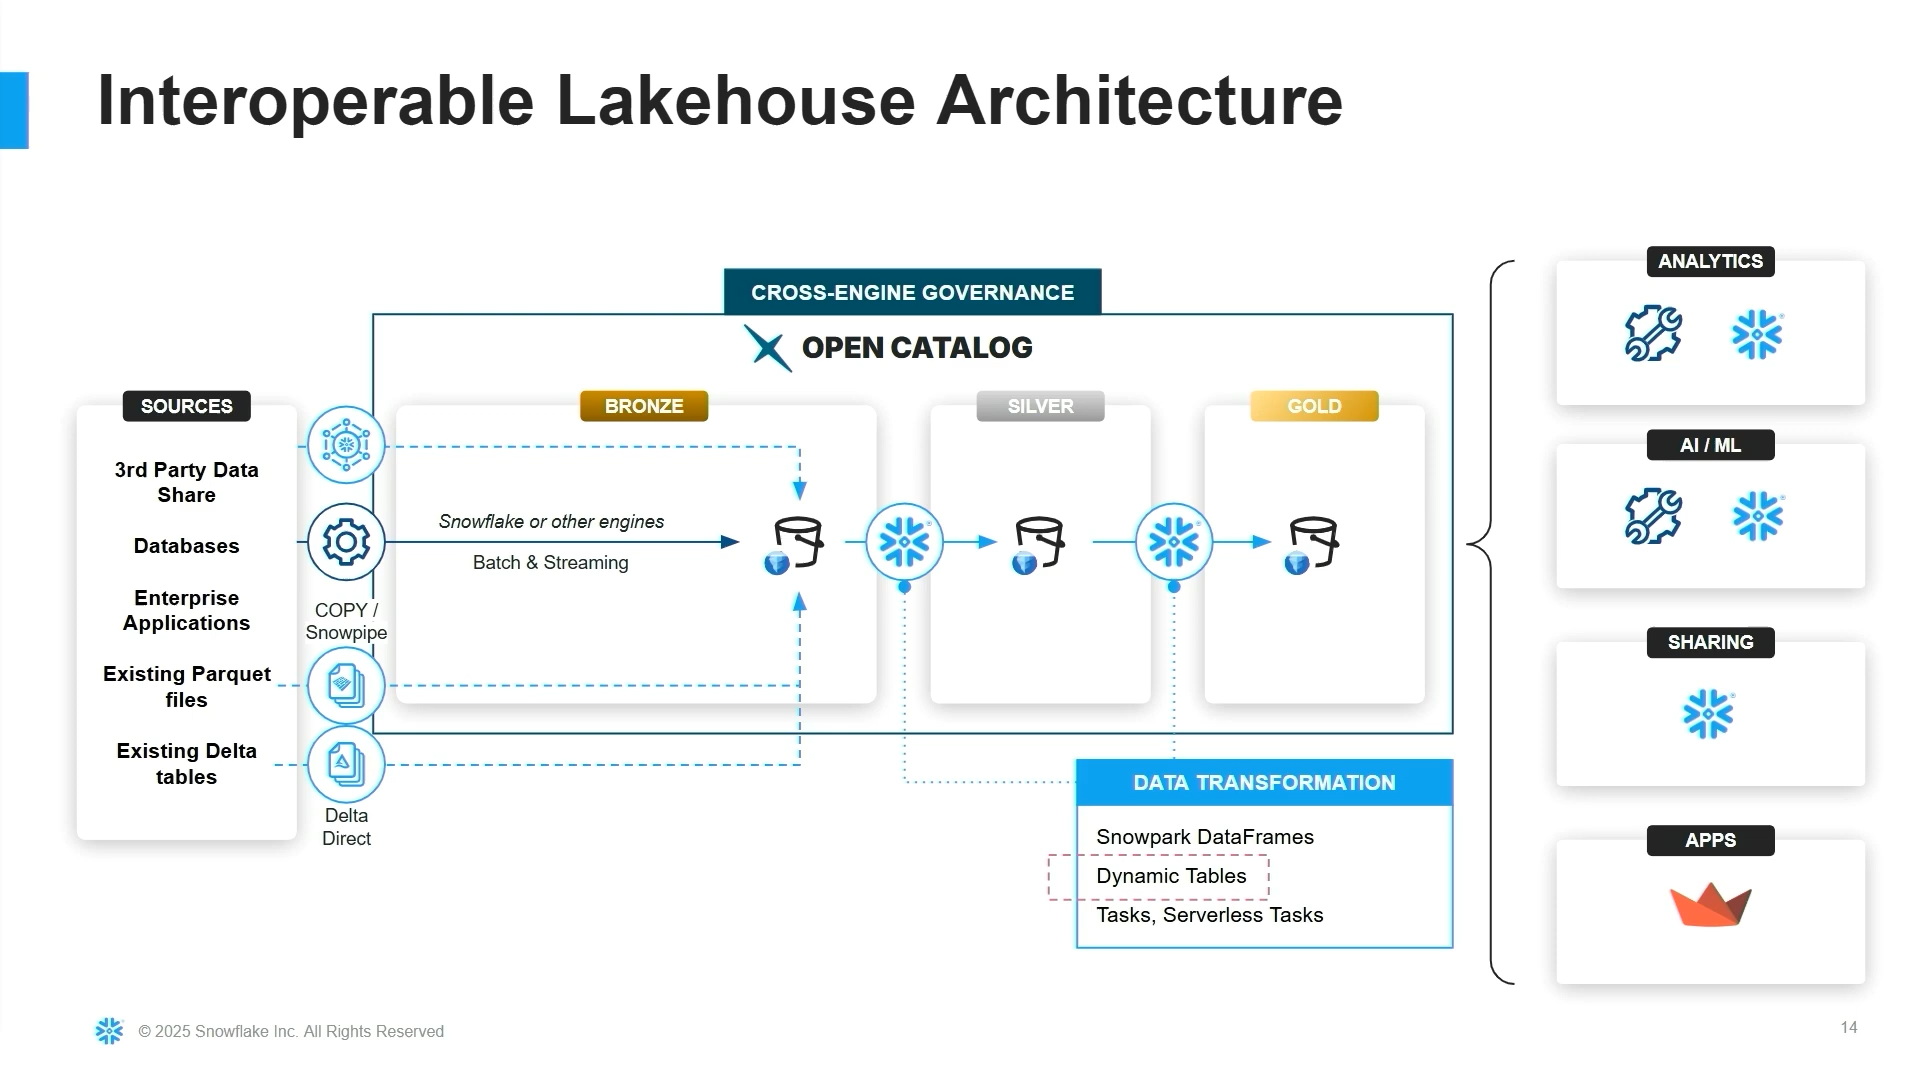 Interoperable Lakehouse Architecture
CROSS-ENGINE GOVERNANCE
OPEN CATALOG
SOURCES
3rd Party Data
Share
Databases
Enterprise
Applications
Existing Parquet
files
Existing Delta
tables
COPY /
Snowpipe
Delta
Direct
BRONZE
Snowflake or other engines
Batch & Streaming
SILVER
GOLD
DATA TRANSFORMATION
Snowpark DataFrames
Dynamic Tables
Tasks, Serverless Tasks
ANALYTICS
AI / ML
SHARING
APPS
© 2025 Snowflake Inc. All Rights Reserved
14